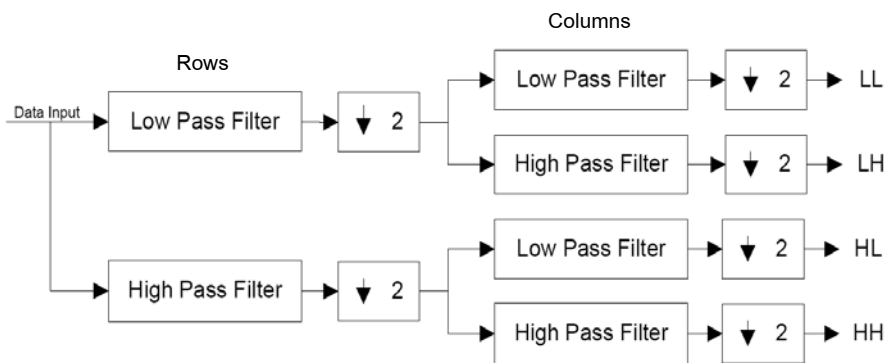 Columns
Rows
Low Pass Filter ↓ 2 LL
Data Input
Low Pass Filter ↓ 2
High Pass Filter ↓ 2 LH
Low Pass Filter ↓ 2 HL
High Pass Filter ↓ 2
High Pass Filter ↓ 2 HH